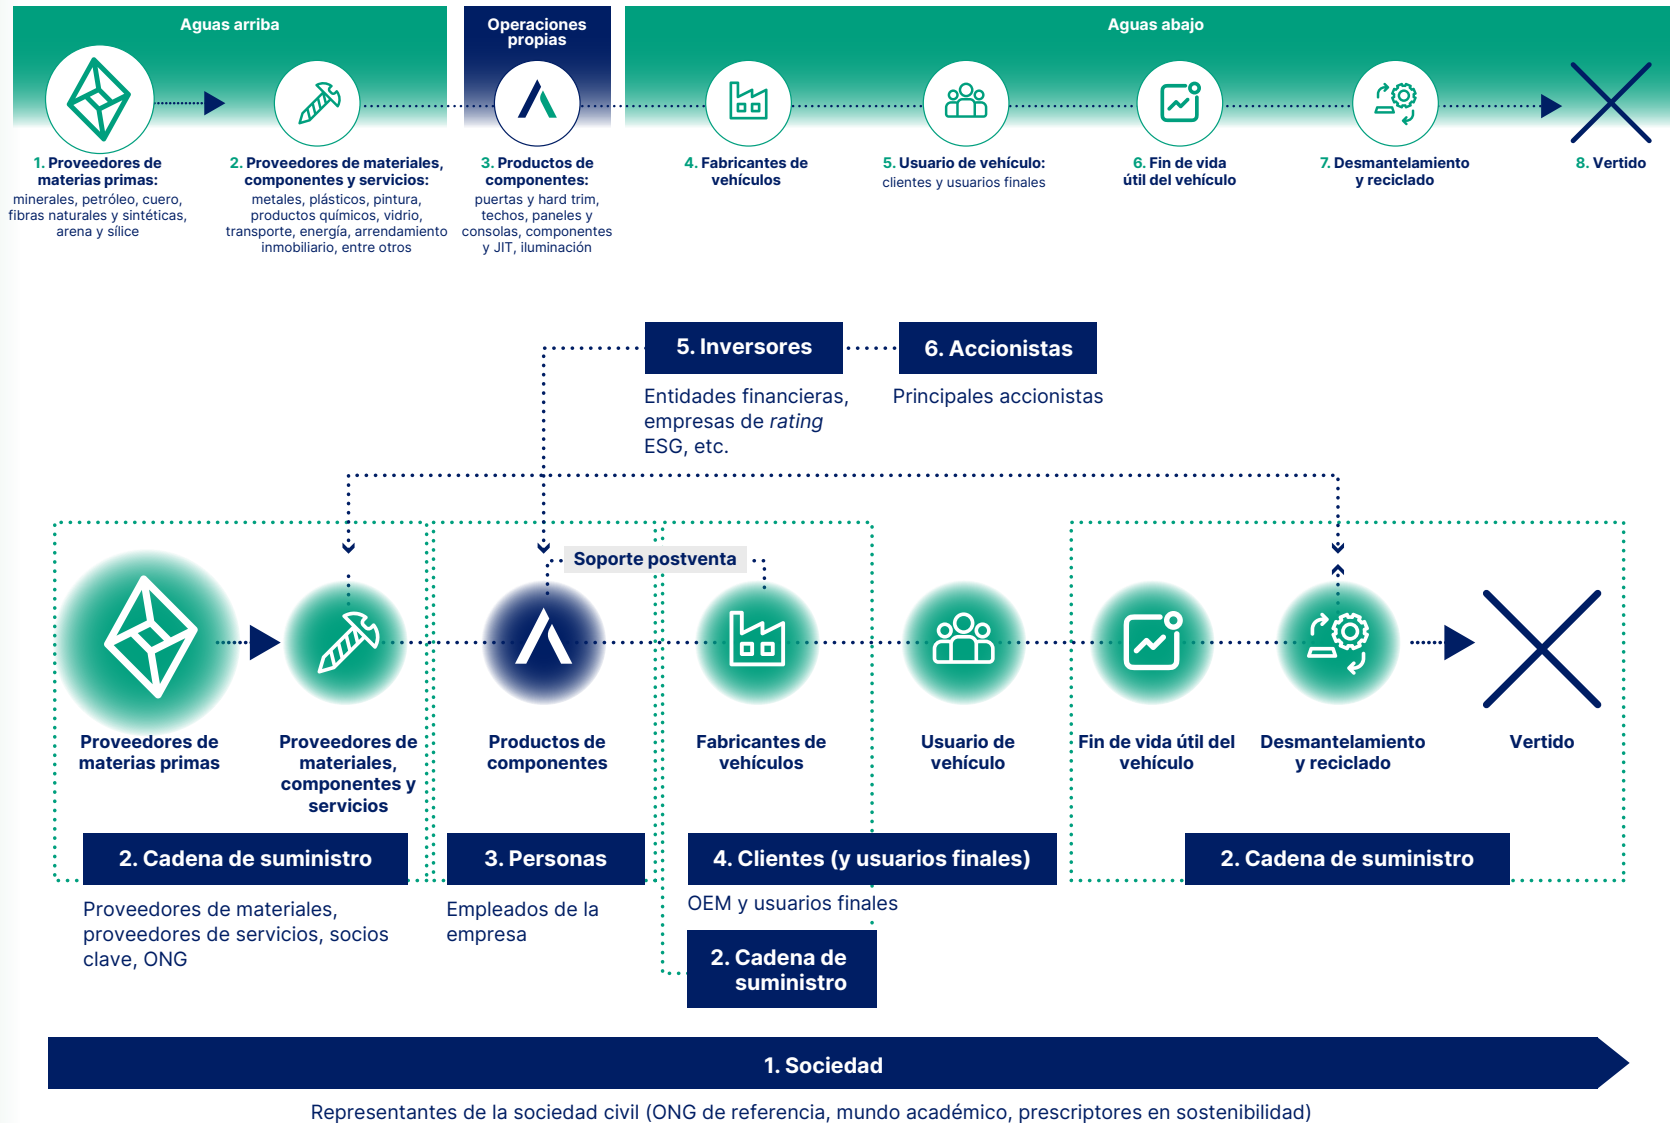 Aguas arriba
Operaciones
propias
Aguas abajo
1. Proveedores de
materias primas:
minerales, petróleo, cuero,
fibras naturales y sintéticas,
arena y sílice
2. Proveedores de materiales,
componentes y servicios:
metales, plásticos, pintura,
productos químicos, vidrio,
transporte, energía, arrendamiento
inmobiliario, entre otros
3. Productos de
componentes:
puertas y hard trim,
techos, paneles y
consolas, componentes
y JIT, iluminación
4. Fabricantes de
vehículos
5. Usuario de vehículo:
clientes y usuarios finales
6. Fin de vida
útil del vehículo
7. Desmantelamiento
y reciclado
8. Vertido
5. Inversores
6. Accionistas
Entidades financieras,
empresas de rating
ESG, etc.
Principales accionistas
Soporte postventa
Proveedores de
materias primas
Proveedores de
materiales,
componentes y
servicios
Productos de
componentes
Fabricantes de
vehículos
Usuario de
vehículo
Fin de vida útil del
vehículo
Desmantelamiento
y reciclado
Vertido
2. Cadena de suministro
3. Personas
4. Clientes (y usuarios finales)
2. Cadena de suministro
Proveedores de materiales,
proveedores de servicios, socios
clave, ONG
Empleados de la
empresa
OEM y usuarios finales
2. Cadena de
suministro
1. Sociedad
Representantes de la sociedad civil (ONG de referencia, mundo académico, prescriptores en sostenibilidad)